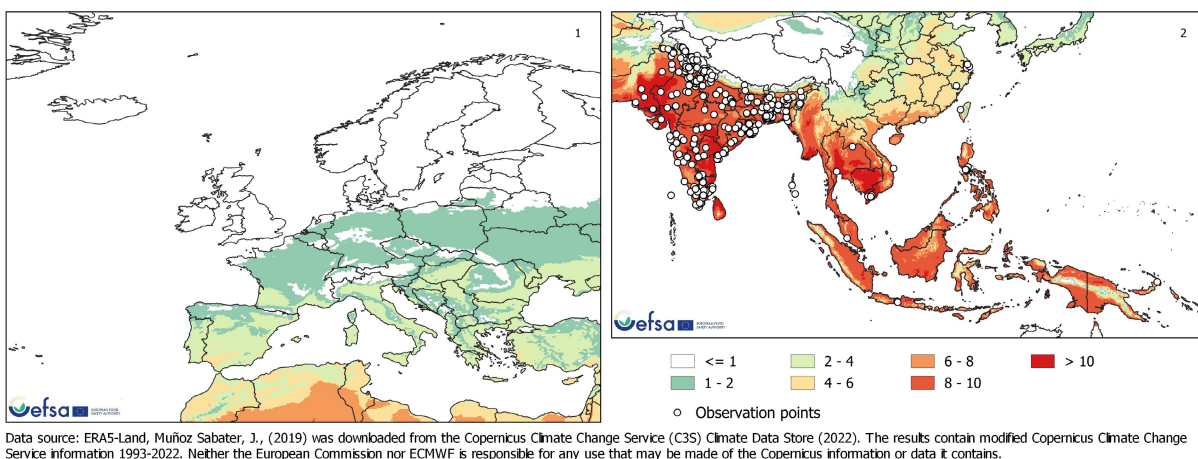 1
2
efsa
EUROPEAN FOOD
SAFETY AUTHORITY
efsa
EUROPEAN FOOD
SAFETY AUTHORITY
<= 1
2 - 4
6 - 8
> 10
1 - 2
4 - 6
8 - 10
Observation points
Data source: ERA5-Land, Muñoz Sabater, J., (2019) was downloaded from the Copernicus Climate Change Service (C3S) Climate Data Store (2022). The results contain modified Copernicus Climate Change
Service information 1993-2022. Neither the European Commission nor ECMWF is responsible for any use that may be made of the Copernicus information or data it contains.